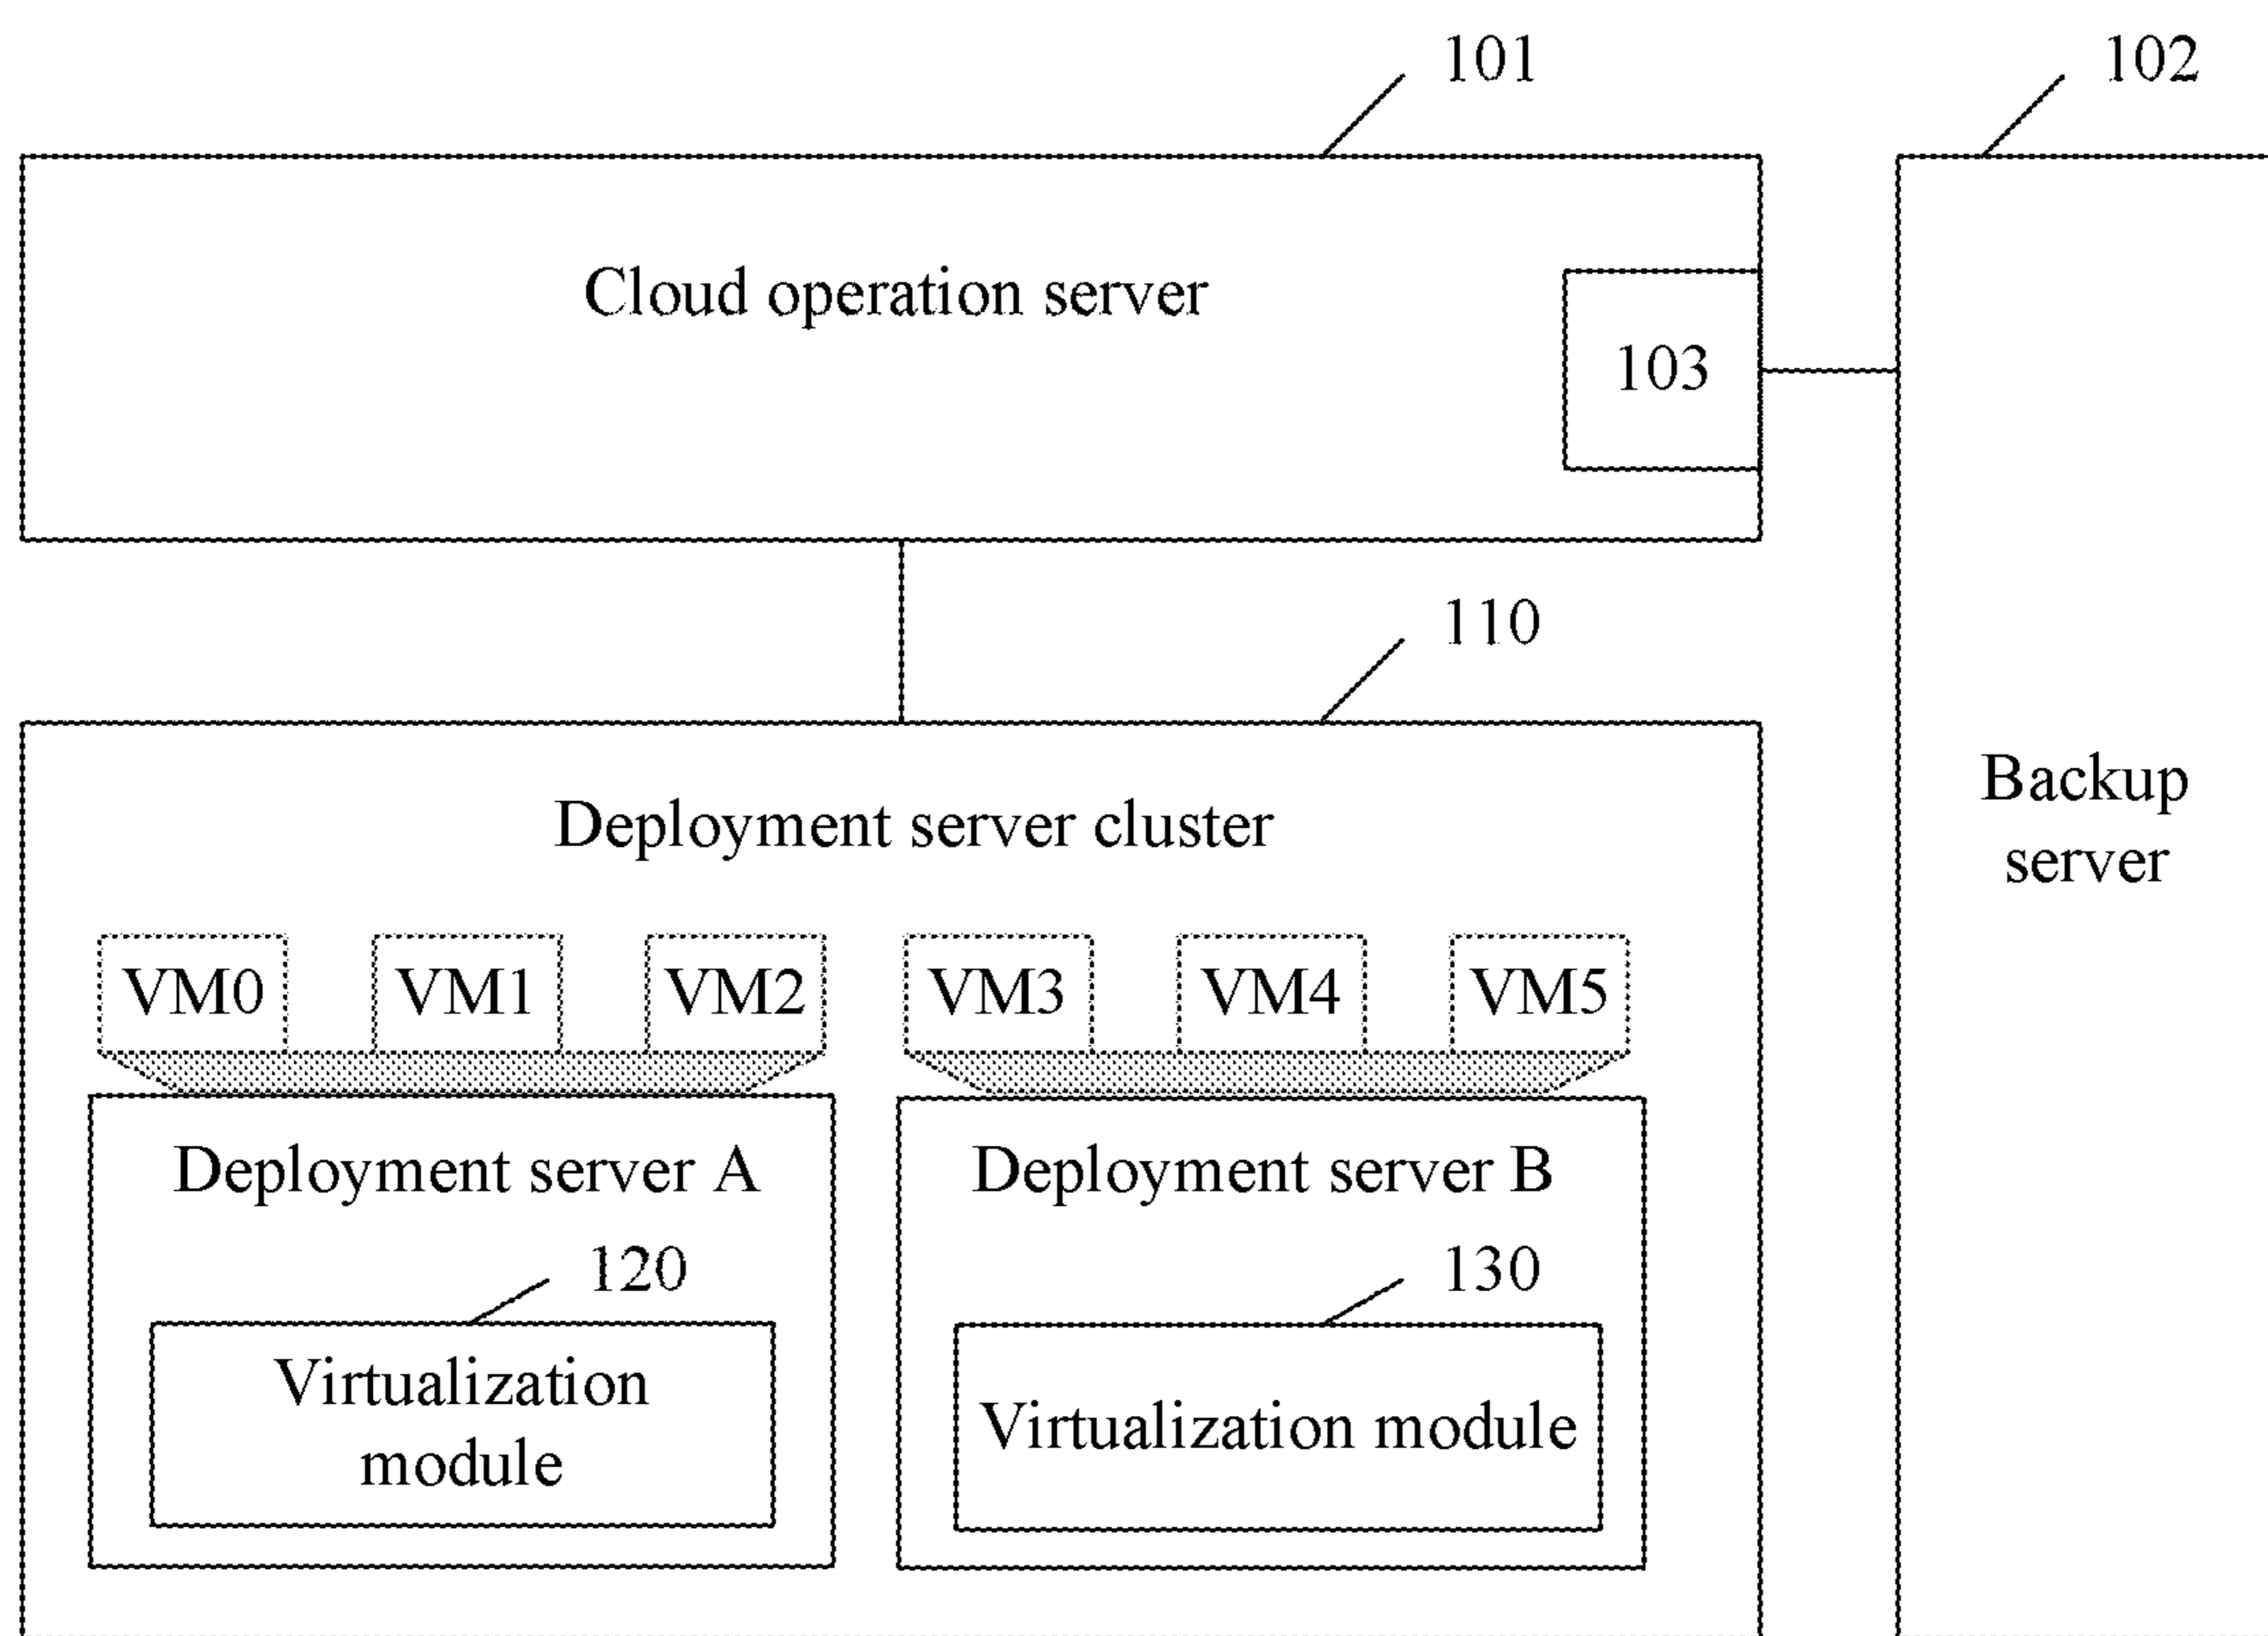 101
102
Cloud operation server
103
110
Deployment server cluster
Backup
server
VM0 VM1 VM2 VM3 VM4 VM5
Deployment server A
Deployment server B
120
130
Virtualization
module
Virtualization module